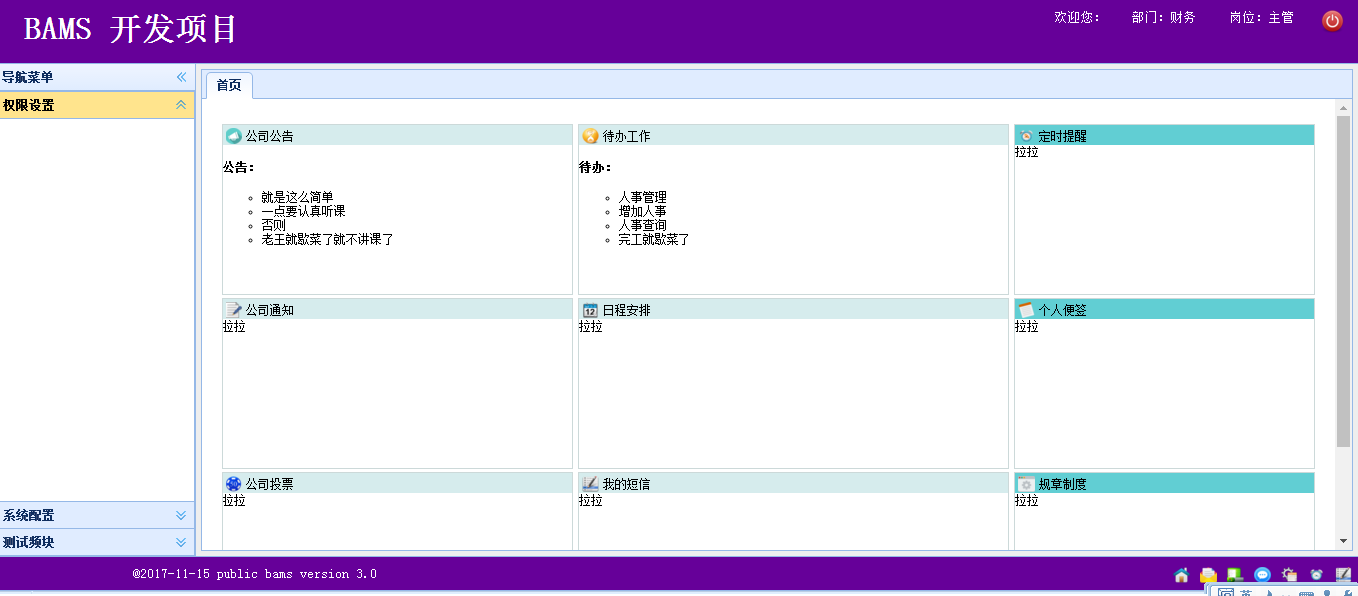 BAMS 开发项目
欢迎您: 部门: 财务 岗位: 主管
导航菜单
权限设置
系统配置
测试频块
首页
公司公告
公告:
就是这么简单
一点要认真听课
否则
老王就歇菜了就不讲课了
待办工作
待办:
人事管理
增加人事
人事查询
完工就歇菜了
定时提醒
拉拉
公司通知
拉拉
日程安排
拉拉
个人便签
拉拉
公司投票
拉拉
我的短信
拉拉
规章制度
拉拉
@2017-11-15 public bams version 3.0
英